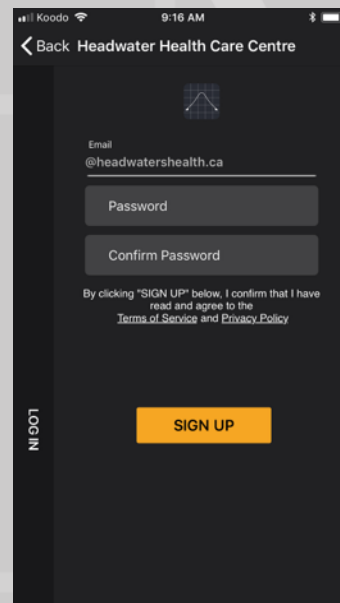 Koodo 9:16 AM
Back Headwater Health Care Centre
Email
@headwatershealth.ca
Password
Confirm Password
By clicking "SIGN UP" below, I confirm that I have
read and agree to the
Terms of Service and Privacy Policy
LOG IN
SIGN UP